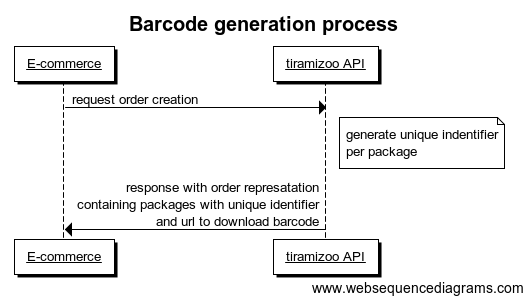 Barcode generation process
E-commerce
tiramizoo API
request order creation
generate unique indentifier
per package
response with order represatation
containing packages with unique identifier
and url to download barcode
E-commerce
tiramizoo API
www.websequencediagrams.com